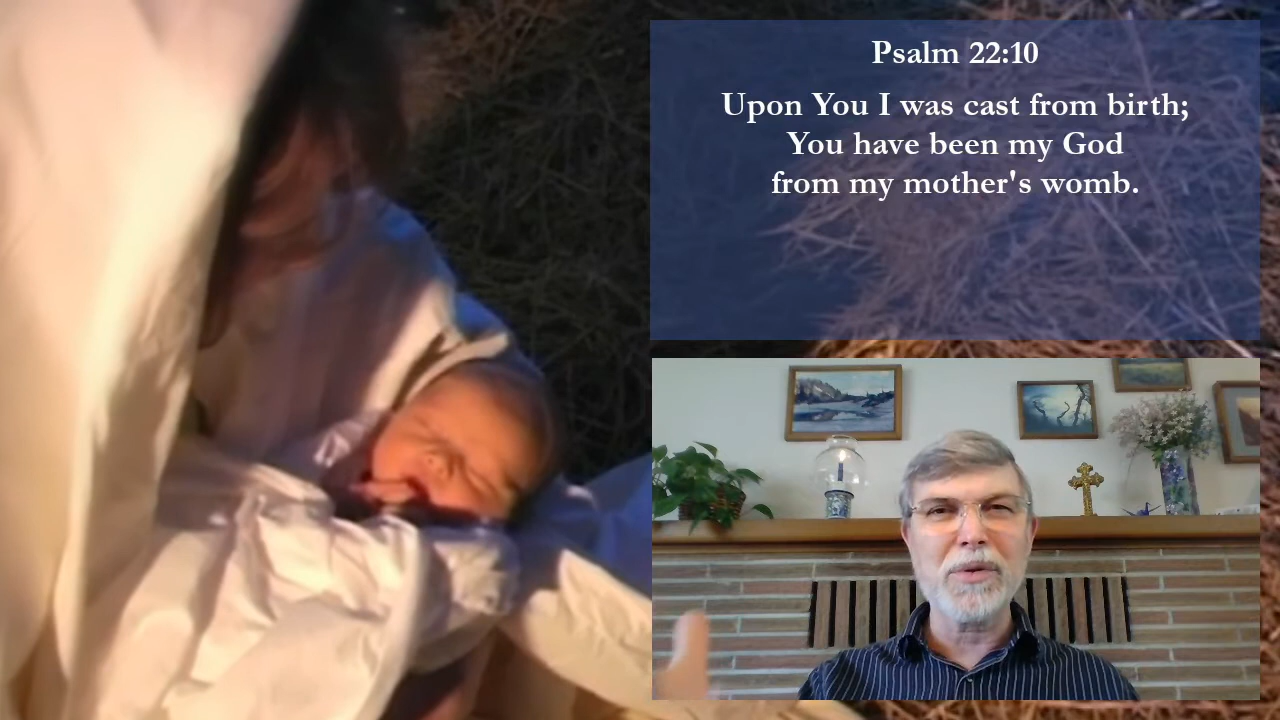 Psalm 22:10
Upon You I was cast from birth;
You have been my God
from my mother's womb.